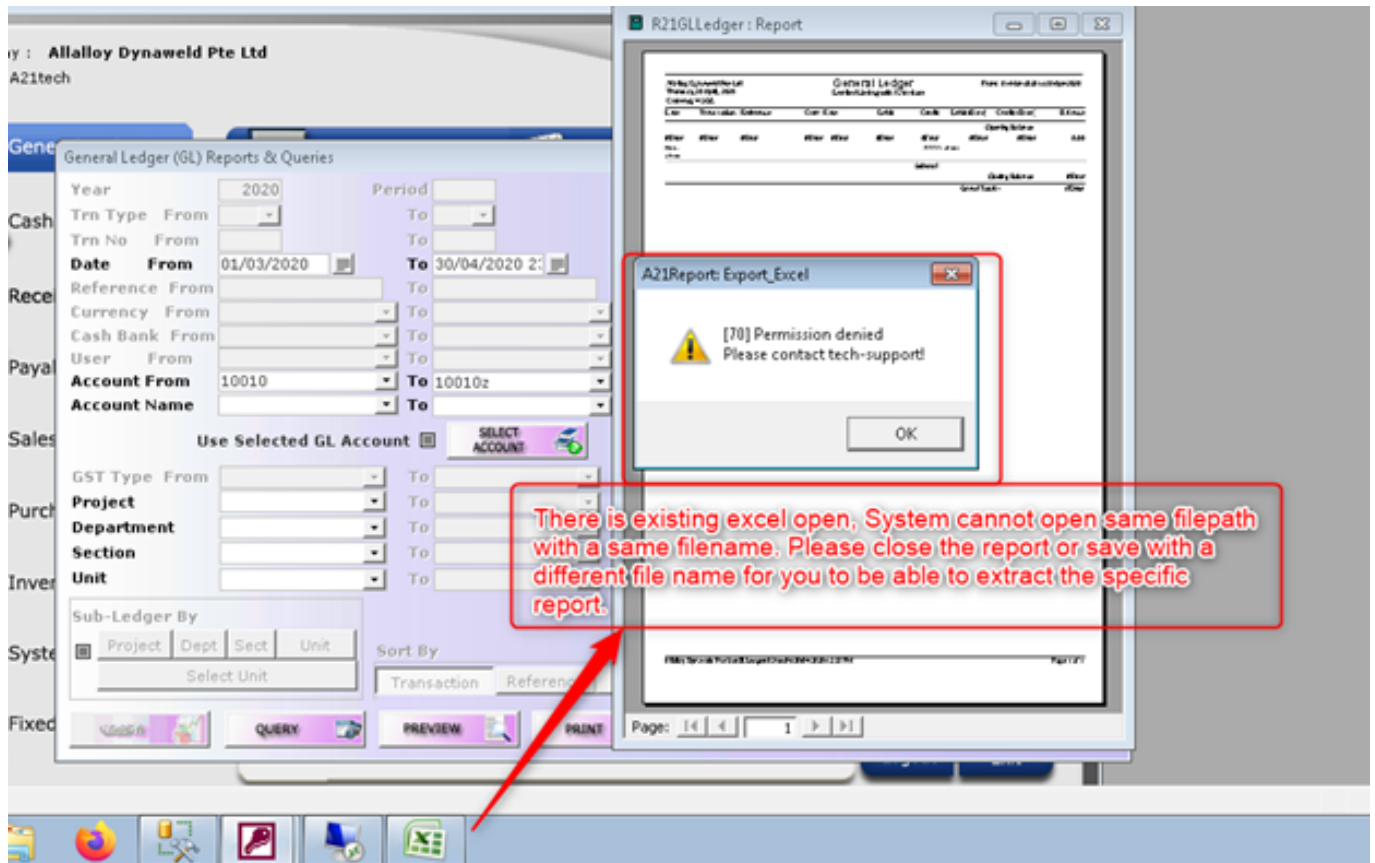 R21GLLedger : Report
ay : Allalloy Dynaweld Pte Ltd
A21tech
General Ledger
Gene
General Ledger (GL) Reports & Queries
Year 2020 Period
Trn Type From To
Cash
Trn No From To
Date From 01/03/2020 To 30/04/2020 2
Reference From To
Recei
Currency From To
Cash Bank From To
User From To
Payal
Account From 10010 To 10010z
Account Name To
Sales
Use Selected GL Account SELECT ACCOUNT
GST Type From To
Project To
Purch
Department To
Section To
Unit To
Inver
Sub-Ledger By
Project Dept Sect Unit
Syste
Select Unit
Sort By
Transaction Referenc
Fixed
QUERY PREVIEW PRINT
A21Report: Export_Excel
[70] Permission denied
Please contact tech-support!
OK
There is existing excel open, System cannot open same filepath
with a same filename. Please close the report or save with a
different file name for you to be able to extract the specific
report.
Page: 1